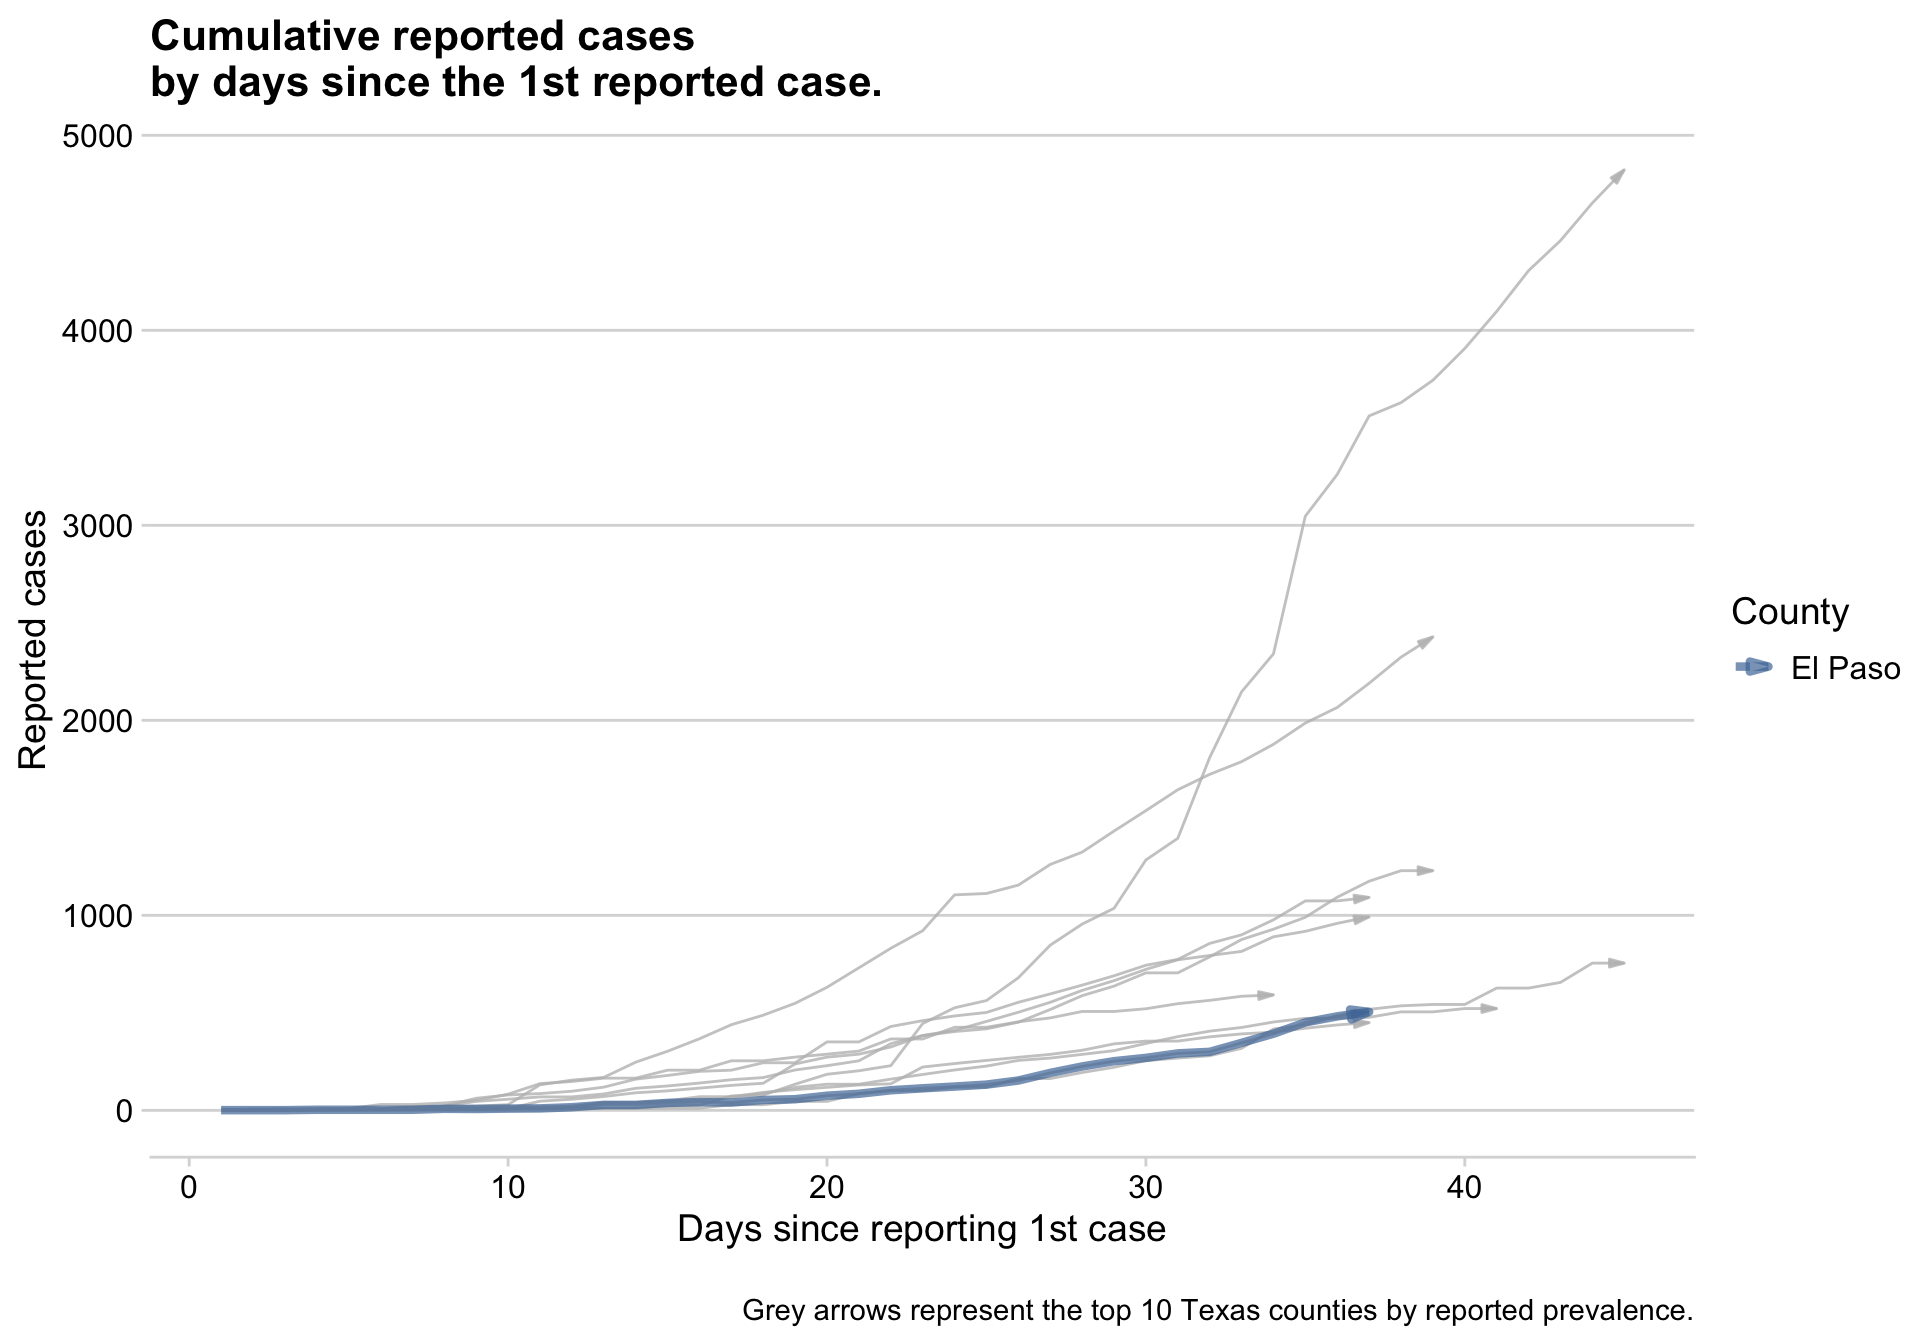 Cumulative reported cases
by days since the 1st reported case.
5000
4000
3000
2000
1000
0
Reported cases
0 10 20 30 40
Days since reporting 1st case
County
El Paso
Grey arrows represent the top 10 Texas counties by reported prevalence.